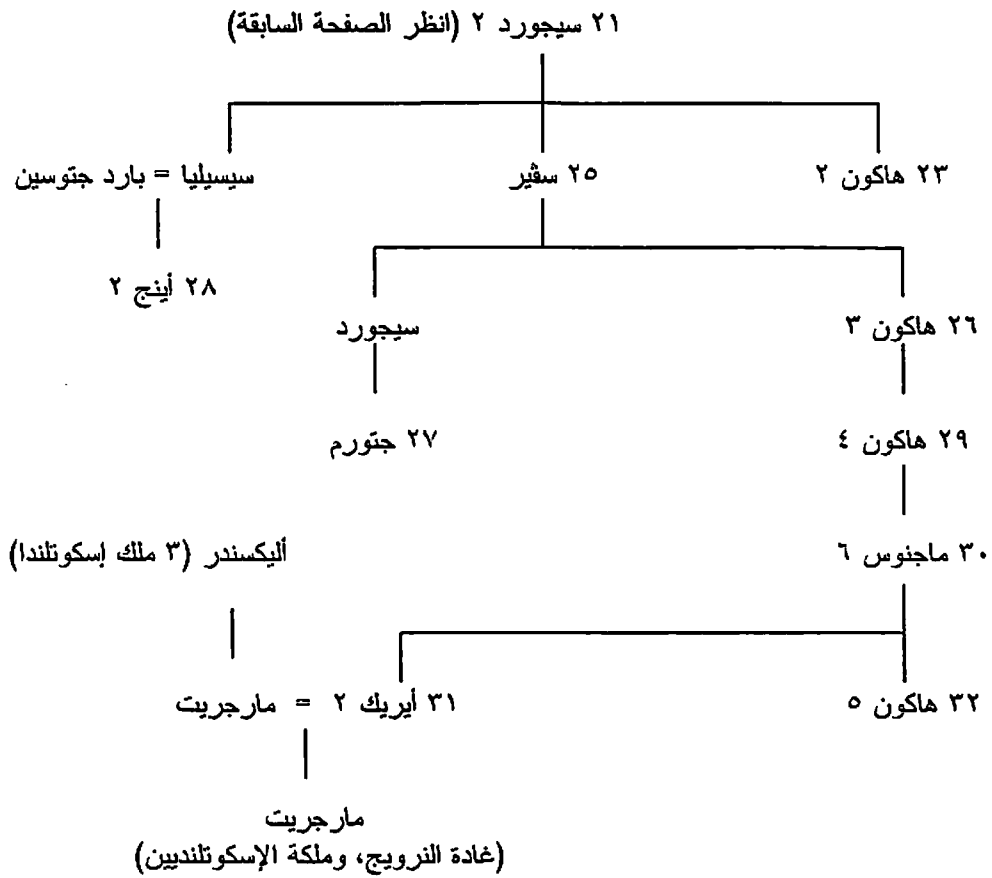 ٢١ سيجورد ٢ (انظر الصفحة السابقة)
٢٣ هاكون ٢
٢٥ سڤير
سيسيليا = بارد جتوسين
٢٨ أينج ٢
٢٦ هاكون ٣
سيجورد
٢٩ هاكون ٤
٢٧ جتورم
٣٠ ماجنوس ٦
أليكسندر (٣ ملك إسكوتلندا)
٣٢ هاكون ٥
٣١ أيريك ٢ = مارجريت
مارجريت
(غادة النرويج، وملكة الإسكوتلنديين)